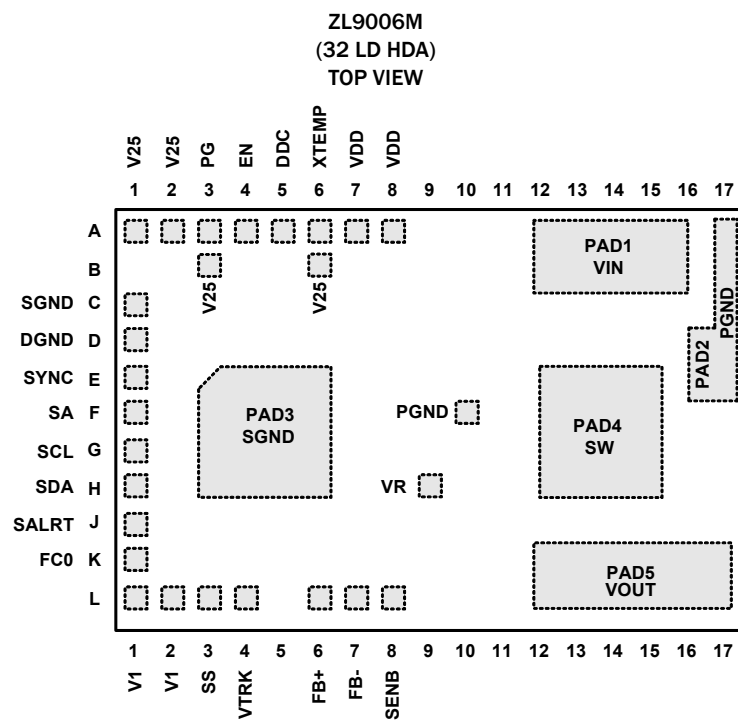 ZL9006M
(32 LD HDA)
TOP VIEW
V25 V25 PG EN DDC XTEMP VDD VDD
1 2 3 4 5 6 7 8 9 10 11 12 13 14 15 16 17
A
B
V25 V25
SGND C
DGND D
SYNC E
SA F
SCL G
SDA H
SALRT J
FC0 K
L
PAD1
VIN
PAD2
PGND
PAD3
SGND
PGND
PAD4
SW
VR
PAD5
VOUT
1 2 3 4 5 6 7 8 9 10 11 12 13 14 15 16 17
V1 V1 SS VTRK FB+ FB- SENB